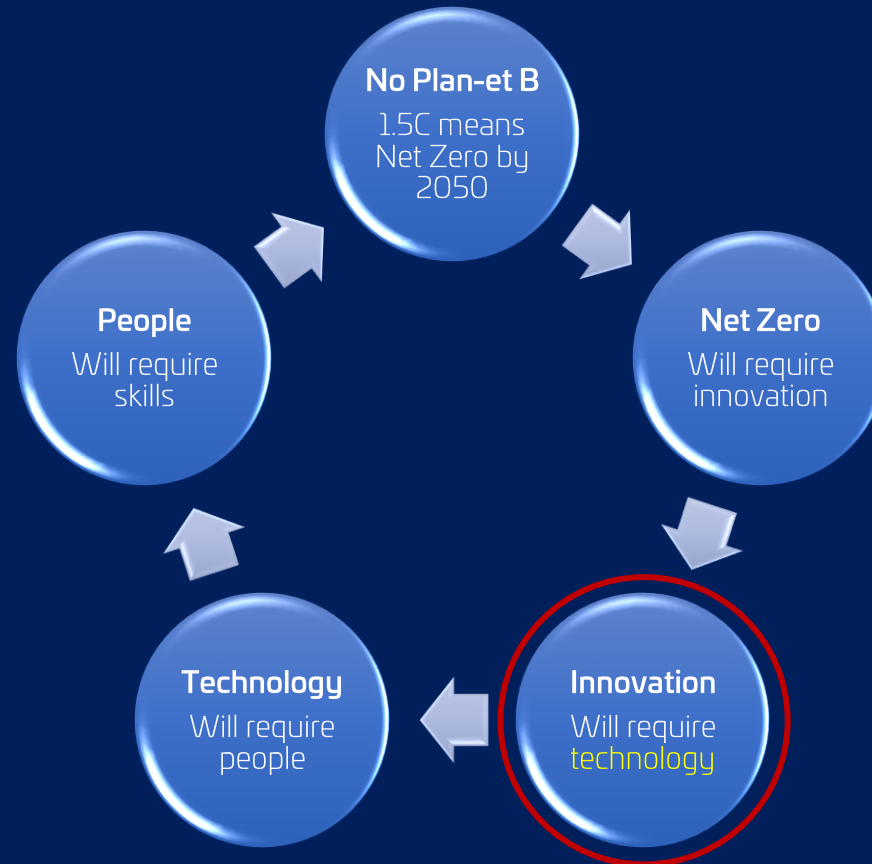 No Plan-et B
1.5C means
Net Zero by
2050
Net Zero
Will require
innovation
Innovation
Will require
technology
Technology
Will require
people
People
Will require
skills